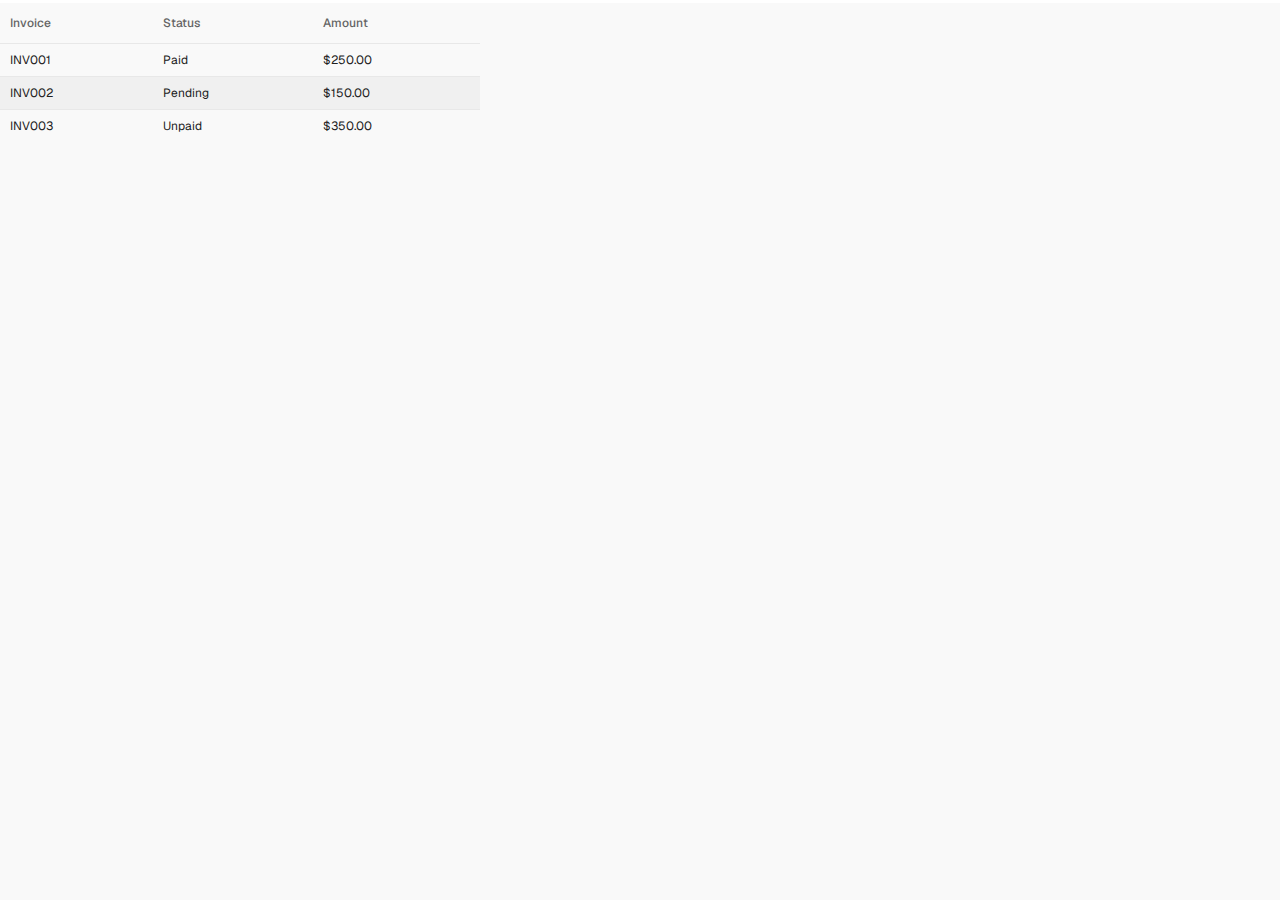 Invoice Status Amount
INV001 Paid $250.00
INV002 Pending $150.00
INV003 Unpaid $350.00